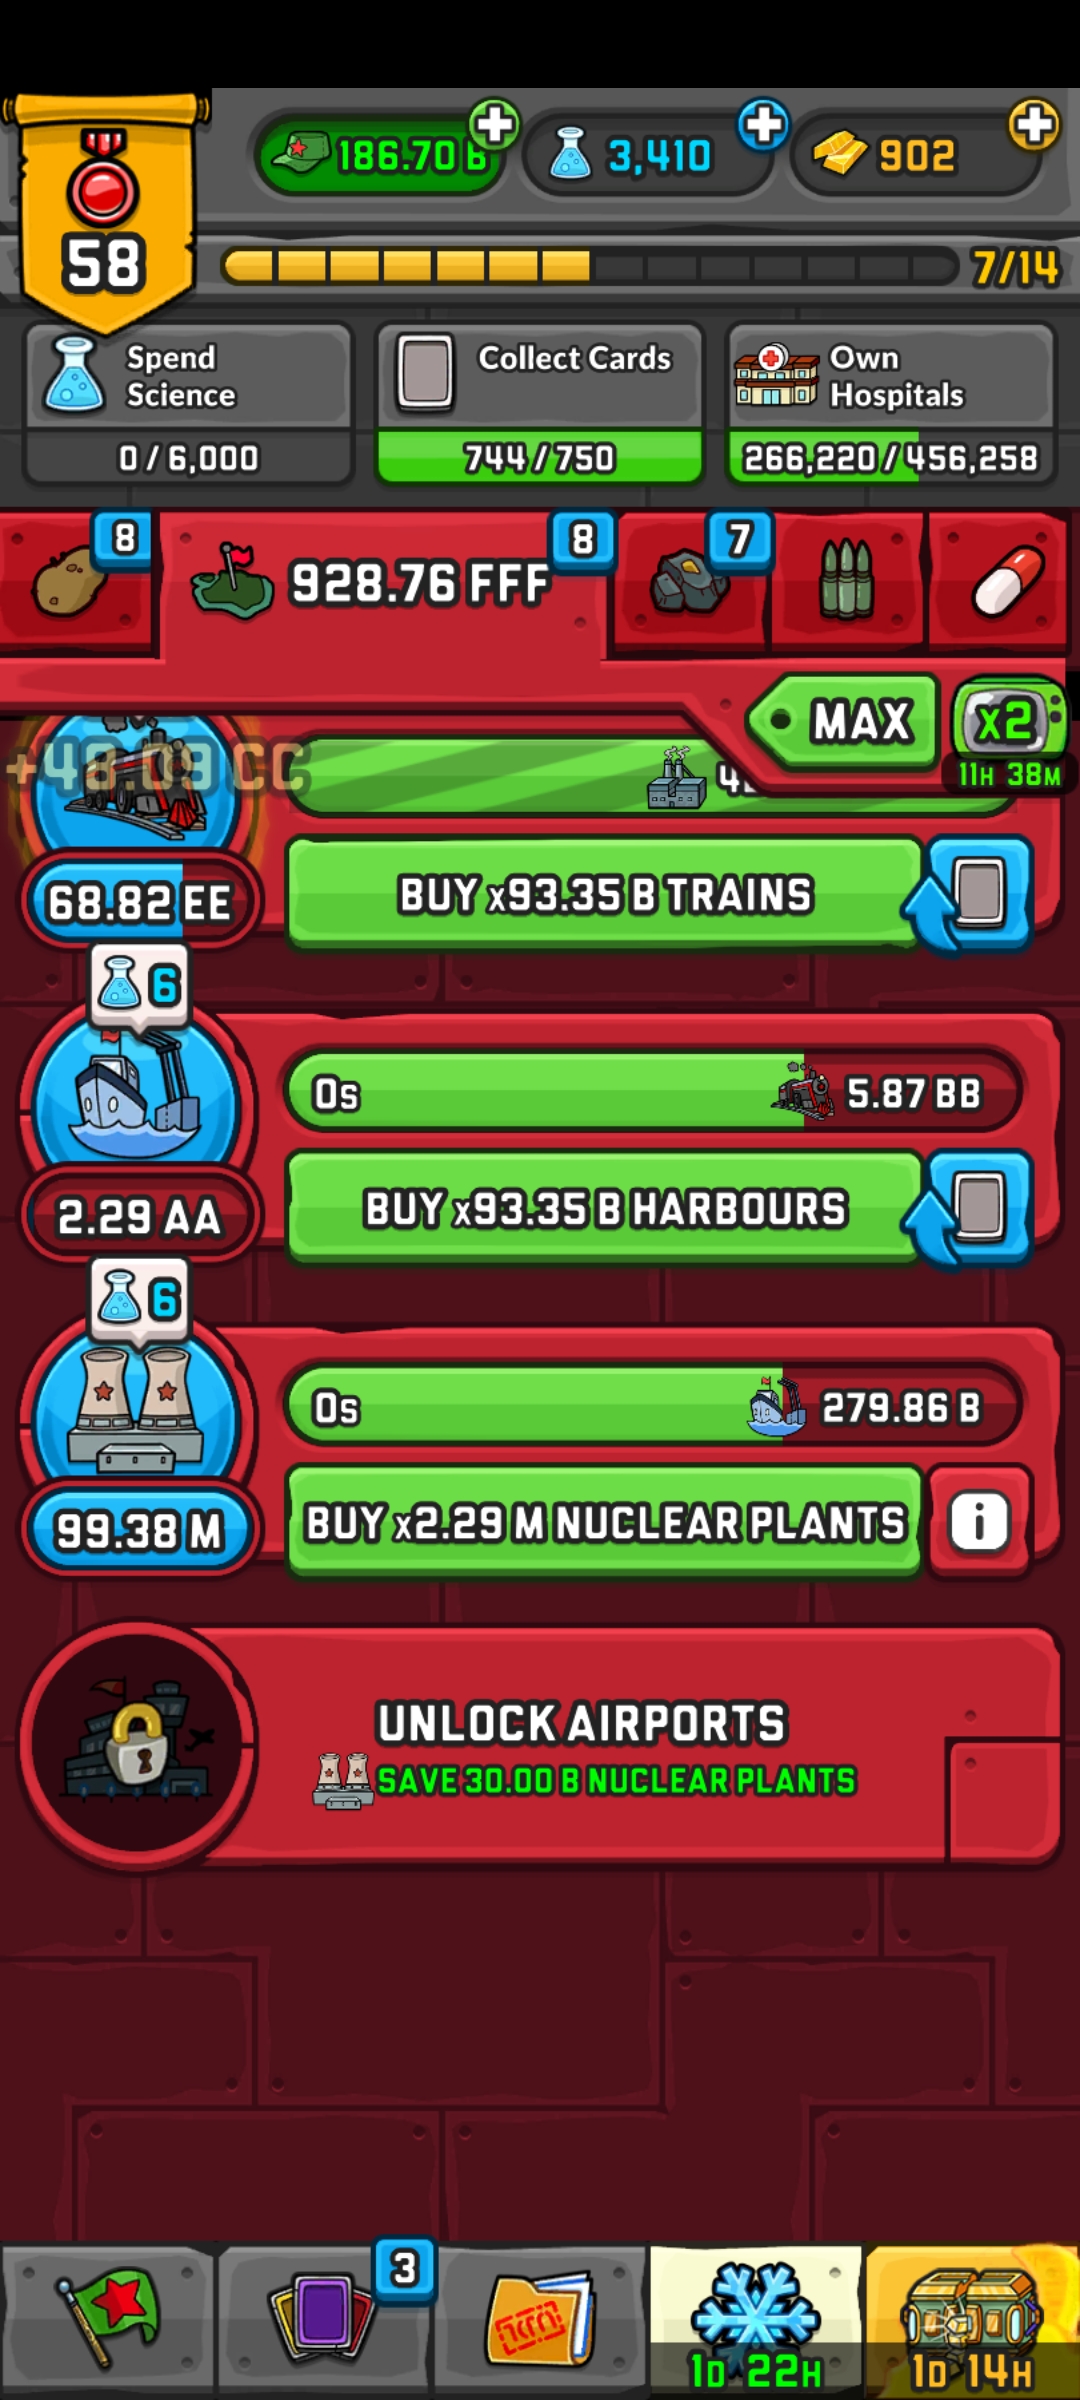 186.70 B
3,410
902
58
7/14
Spend
Science
Collect Cards
Own
Hospitals
0 / 6,000
744 / 750
266,220 / 456,258
8
928.76 FFF
8
7
MAX
x2
11H 38M
+48.09 CC
68.82 EE
BUY x93.35 B TRAINS
6
0s
5.87 BB
2.29 AA
BUY x93.35 B HARBOURS
6
0s
279.86 B
99.38 M
BUY x2.29 M NUCLEAR PLANTS
i
UNLOCK AIRPORTS
SAVE 30.00 B NUCLEAR PLANTS
3
1D 22H
1D 14H